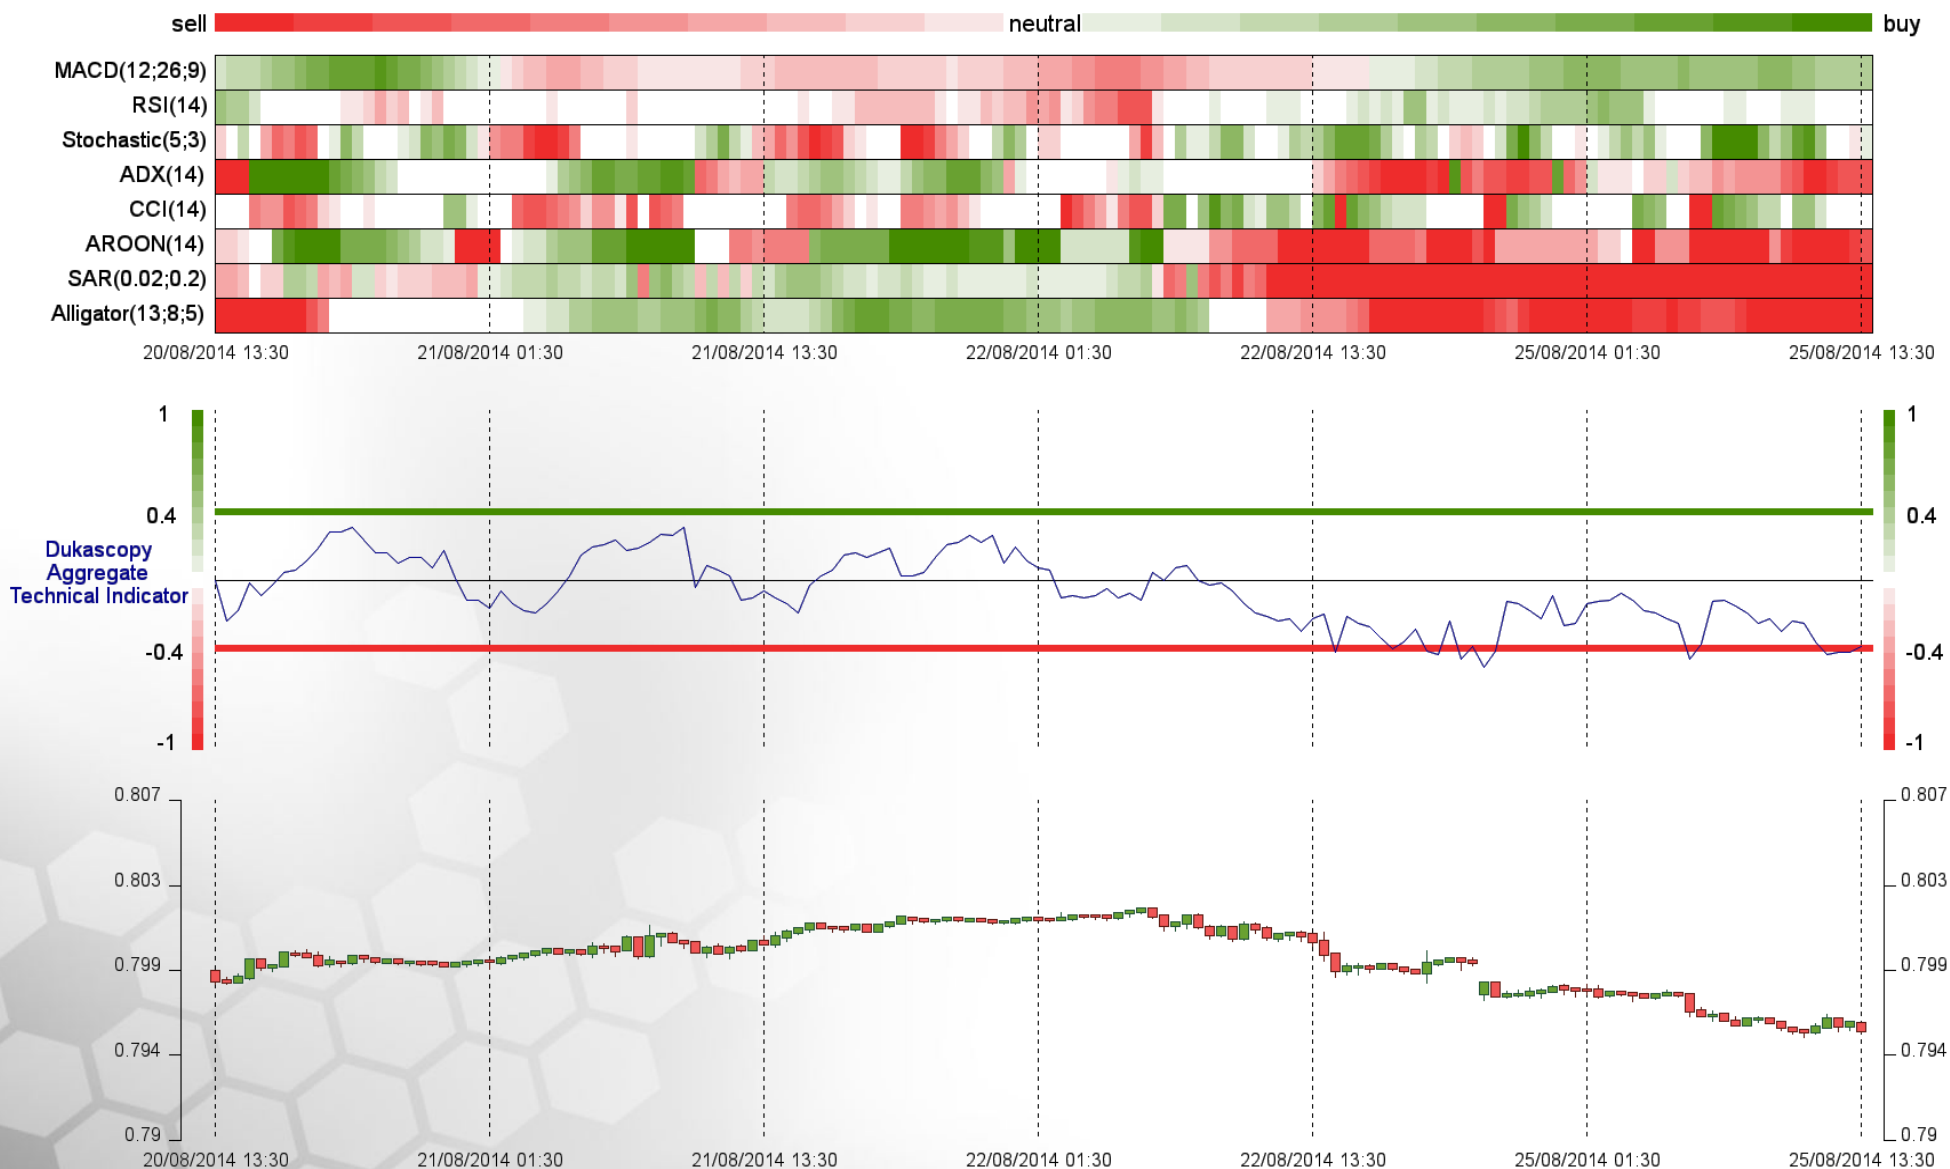 sell neutral buy
MACD(12;26;9)
RSI(14)
Stochastic(5;3)
ADX(14)
CCI(14)
AROON(14)
SAR(0.02;0.2)
Alligator(13;8;5)
20/08/2014 13:30 21/08/2014 01:30 21/08/2014 13:30 22/08/2014 01:30 22/08/2014 13:30 25/08/2014 01:30 25/08/2014 13:30
1 1
0.4 0.4
Dukascopy
Aggregate
Technical Indicator
-0.4 -0.4
-1 -1
0.807 0.807
0.803 0.803
0.799 0.799
0.794 0.794
0.79 0.79
20/08/2014 13:30 21/08/2014 01:30 21/08/2014 13:30 22/08/2014 01:30 22/08/2014 13:30 25/08/2014 01:30 25/08/2014 13:30